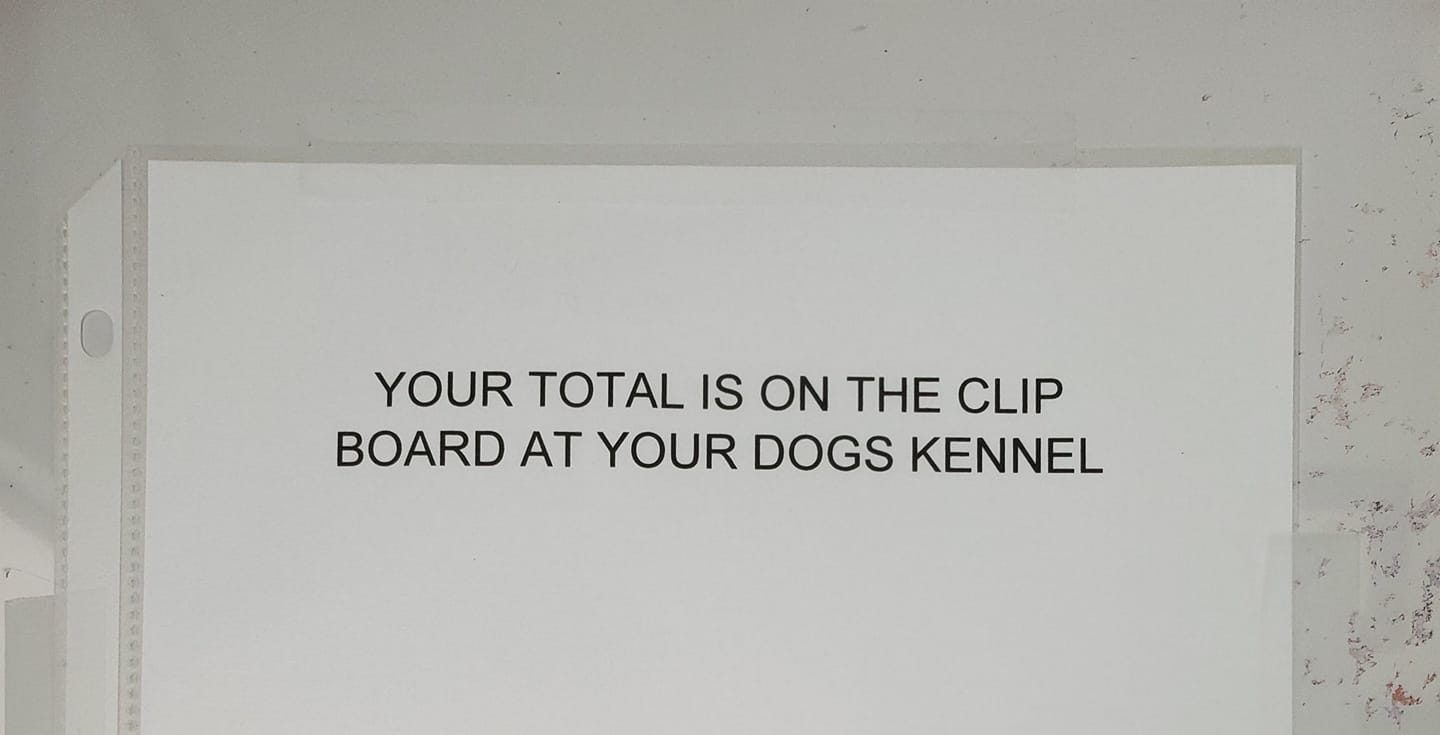 YOUR TOTAL IS ON THE CLIP
BOARD AT YOUR DOGS KENNEL